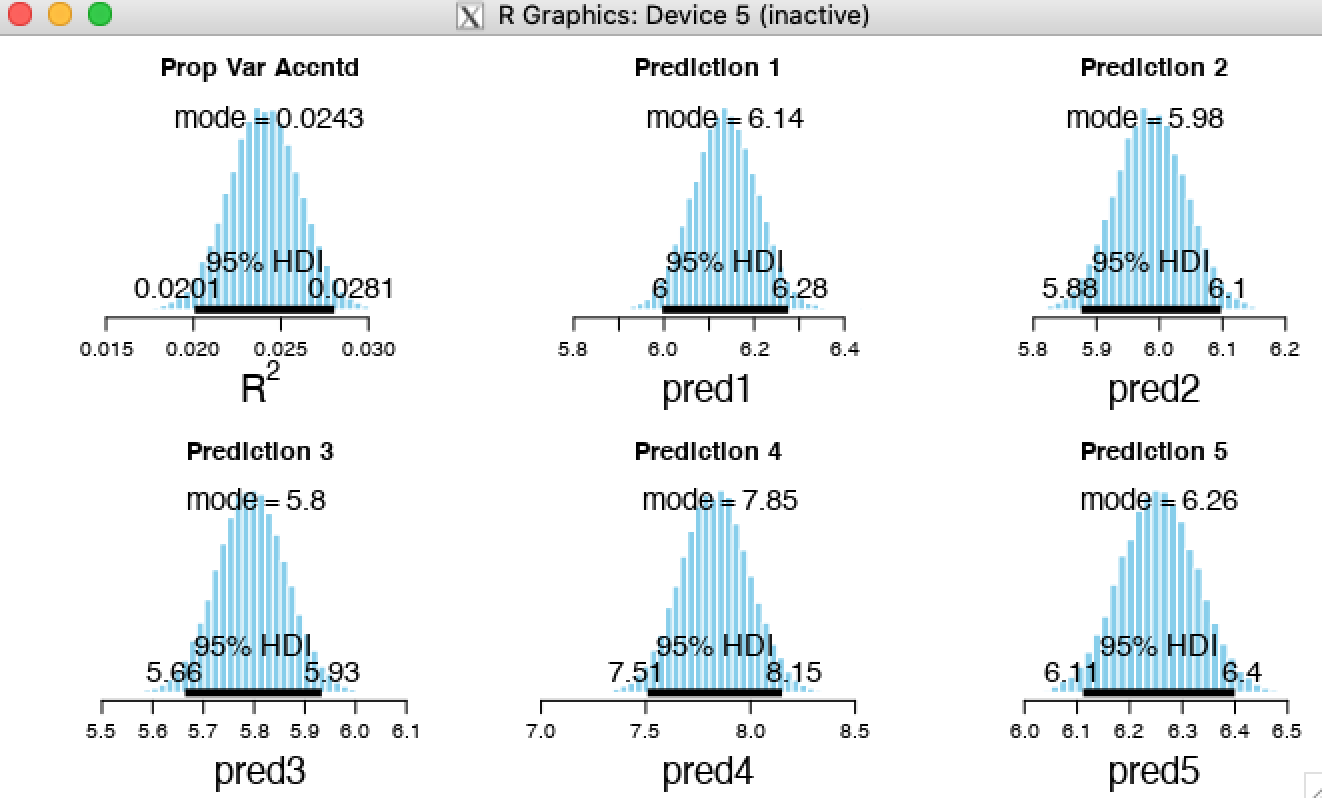 R Graphics: Device 5 (inactive)
Prop Var Accntd
mode = 0.0243
95% HDI
0.0201 0.0281
0.015 0.020 0.025 0.030
R²
Prediction 1
mode = 6.14
95% HDI
6 6.28
5.8 6.0 6.2 6.4
pred1
Prediction 2
mode = 5.98
95% HDI
5.88 6.1
5.8 5.9 6.0 6.1 6.2
pred2
Prediction 3
mode = 5.8
95% HDI
5.66 5.93
5.5 5.6 5.7 5.8 5.9 6.0 6.1
pred3
Prediction 4
mode = 7.85
95% HDI
7.51 8.15
7.0 7.5 8.0 8.5
pred4
Prediction 5
mode = 6.26
95% HDI
6.11 6.4
6.0 6.1 6.2 6.3 6.4 6.5
pred5